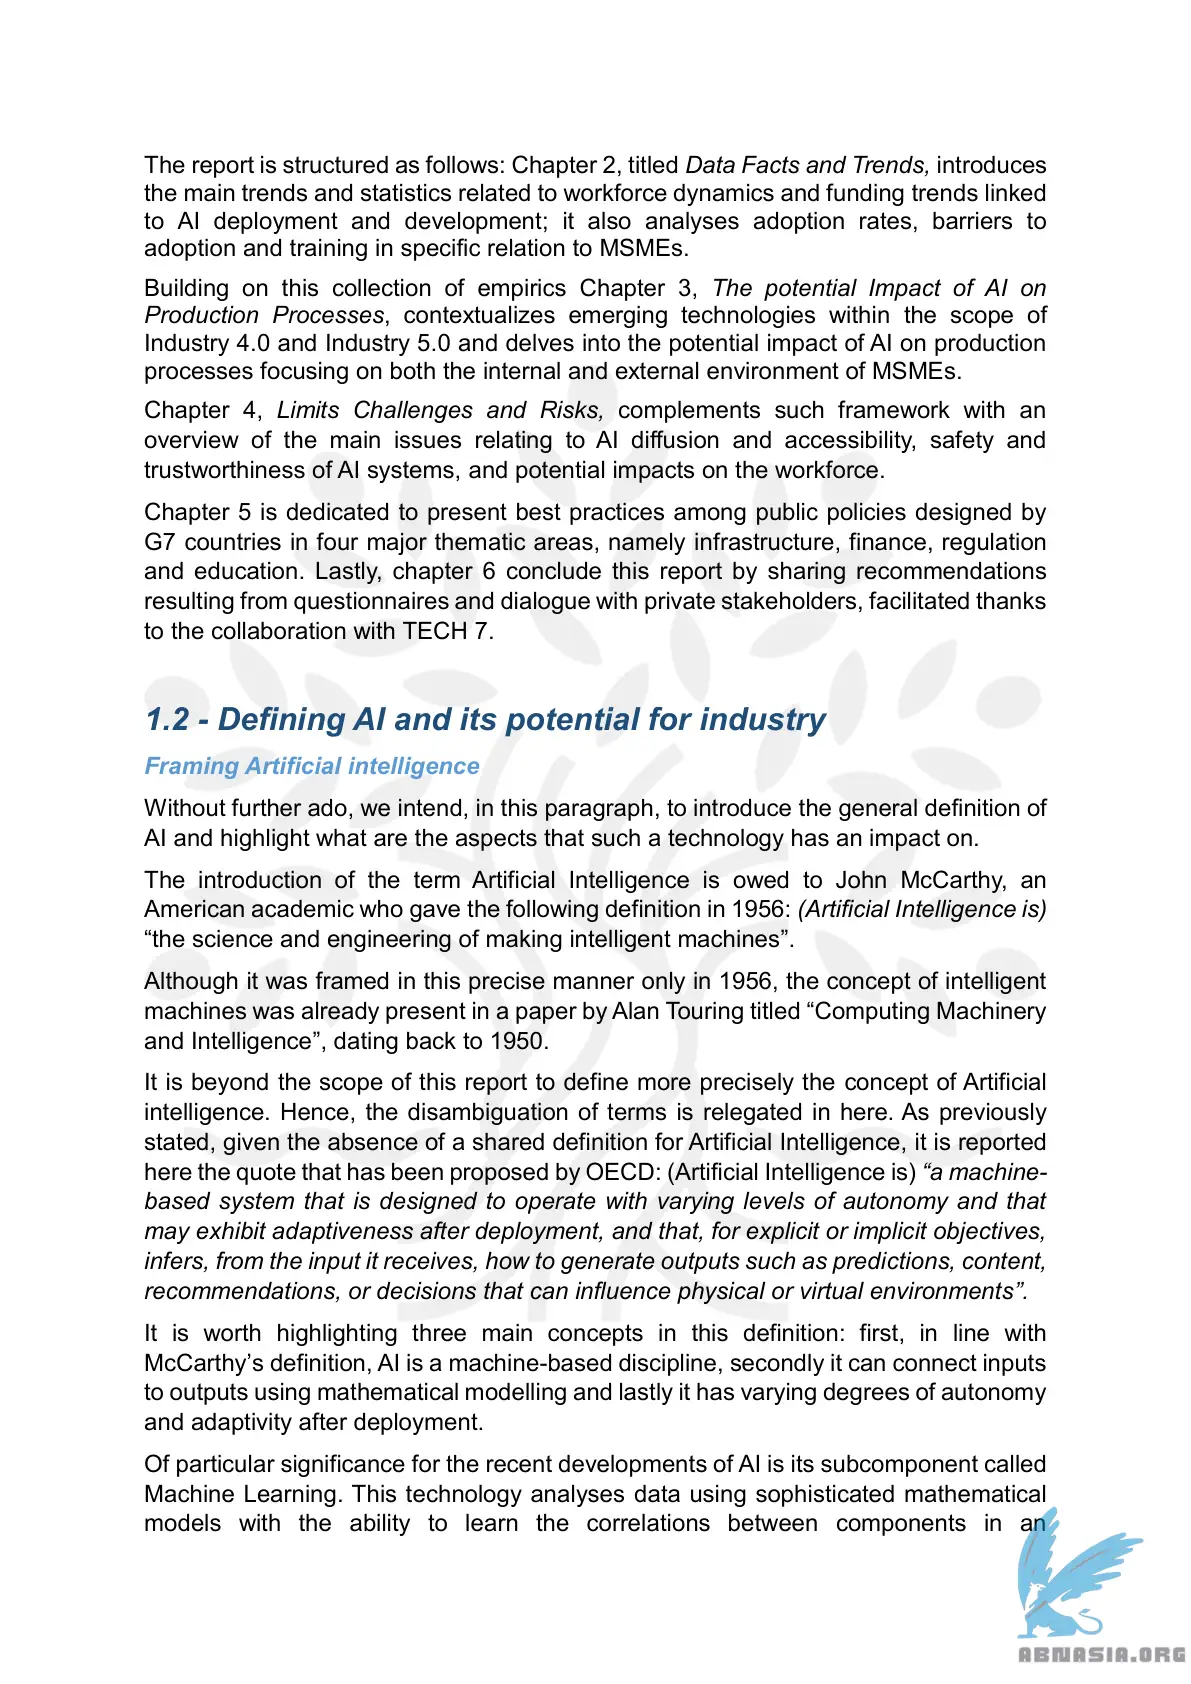 The report is structured as follows: Chapter 2, titled Data Facts and Trends, introduces
the main trends and statistics related to workforce dynamics and funding trends linked
to AI deployment and development; it also analyses adoption rates, barriers to
adoption and training in specific relation to MSMEs.
Building on this collection of empirics Chapter 3, The potential Impact of AI on
Production Processes, contextualizes emerging technologies within the scope of
Industry 4.0 and Industry 5.0 and delves into the potential impact of AI on production
processes focusing on both the internal and external environment of MSMEs.
Chapter 4, Limits Challenges and Risks, complements such framework with an
overview of the main issues relating to AI diffusion and accessibility, safety and
trustworthiness of AI systems, and potential impacts on the workforce.
Chapter 5 is dedicated to present best practices among public policies designed by
G7 countries in four major thematic areas, namely infrastructure, finance, regulation
and education. Lastly, chapter 6 conclude this report by sharing recommendations
resulting from questionnaires and dialogue with private stakeholders, facilitated thanks
to the collaboration with TECH 7.
1.2 - Defining AI and its potential for industry
Framing Artificial intelligence
Without further ado, we intend, in this paragraph, to introduce the general definition of
AI and highlight what are the aspects that such a technology has an impact on.
The introduction of the term Artificial Intelligence is owed to John McCarthy, an
American academic who gave the following definition in 1956: (Artificial Intelligence is)
“the science and engineering of making intelligent machines”.
Although it was framed in this precise manner only in 1956, the concept of intelligent
machines was already present in a paper by Alan Touring titled “Computing Machinery
and Intelligence”, dating back to 1950.
It is beyond the scope of this report to define more precisely the concept of Artificial
intelligence. Hence, the disambiguation of terms is relegated in here. As previously
stated, given the absence of a shared definition for Artificial Intelligence, it is reported
here the quote that has been proposed by OECD: (Artificial Intelligence is) “a machine-
based system that is designed to operate with varying levels of autonomy and that
may exhibit adaptiveness after deployment, and that, for explicit or implicit objectives,
infers, from the input it receives, how to generate outputs such as predictions, content,
recommendations, or decisions that can influence physical or virtual environments”.
It is worth highlighting three main concepts in this definition: first, in line with
McCarthy’s definition, AI is a machine-based discipline, secondly it can connect inputs
to outputs using mathematical modelling and lastly it has varying degrees of autonomy
and adaptivity after deployment.
Of particular significance for the recent developments of AI is its subcomponent called
Machine Learning. This technology analyses data using sophisticated mathematical
models with the ability to learn the correlations between components in an
ABNASIA.ORG